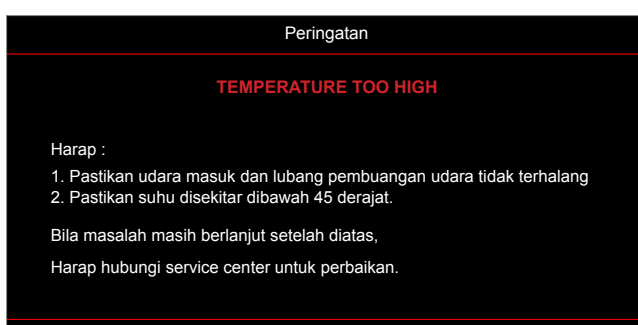 Peringatan
TEMPERATURE TOO HIGH
Harap :
1. Pastikan udara masuk dan lubang pembuangan udara tidak terhalang
2. Pastikan suhu disekitar dibawah 45 derajat.
Bila masalah masih berlanjut setelah diatas,
Harap hubungi service center untuk perbaikan.